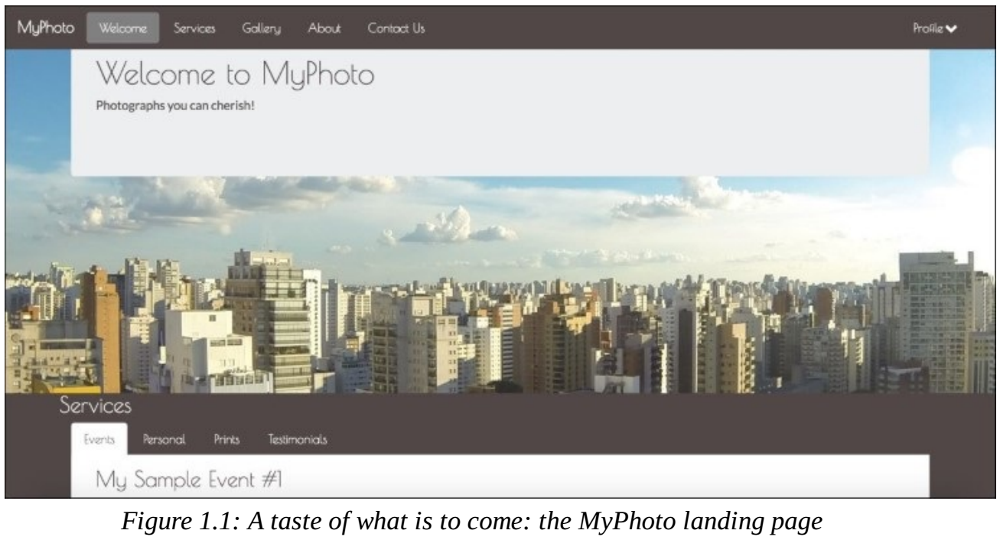 MyPhoto Welcome Services Gallery About Contact Us Profile
Welcome to MyPhoto
Photographs you can cherish!
Services
Events Personal Prints Testimonials
My Sample Event #1
Figure 1.1: A taste of what is to come: the MyPhoto landing page